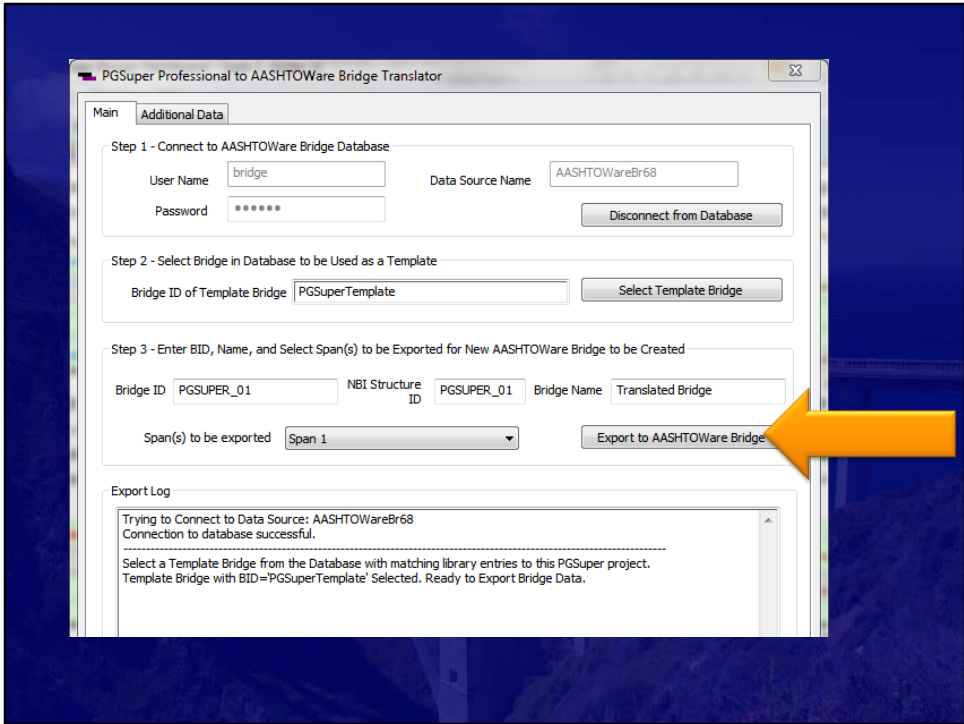 PGSuper Professional to AASHTOWare Bridge Translator
Main Additional Data
Step 1 - Connect to AASHTOWare Bridge Database
User Name bridge Data Source Name AASHTOWareBr68
Password ●●●●●● Disconnect from Database
Step 2 - Select Bridge in Database to be Used as a Template
Bridge ID of Template Bridge PGSuperTemplate Select Template Bridge
Step 3 - Enter BID, Name, and Select Span(s) to be Exported for New AASHTOWare Bridge to be Created
Bridge ID PGSUPER_01 NBI Structure ID PGSUPER_01 Bridge Name Translated Bridge
Span(s) to be exported Span 1 Export to AASHTOWare Bridge
Export Log
Trying to Connect to Data Source: AASHTOWareBr68
Connection to database successful.
Select a Template Bridge from the Database with matching library entries to this PGSuper project.
Template Bridge with BID='PGSuperTemplate' Selected. Ready to Export Bridge Data.